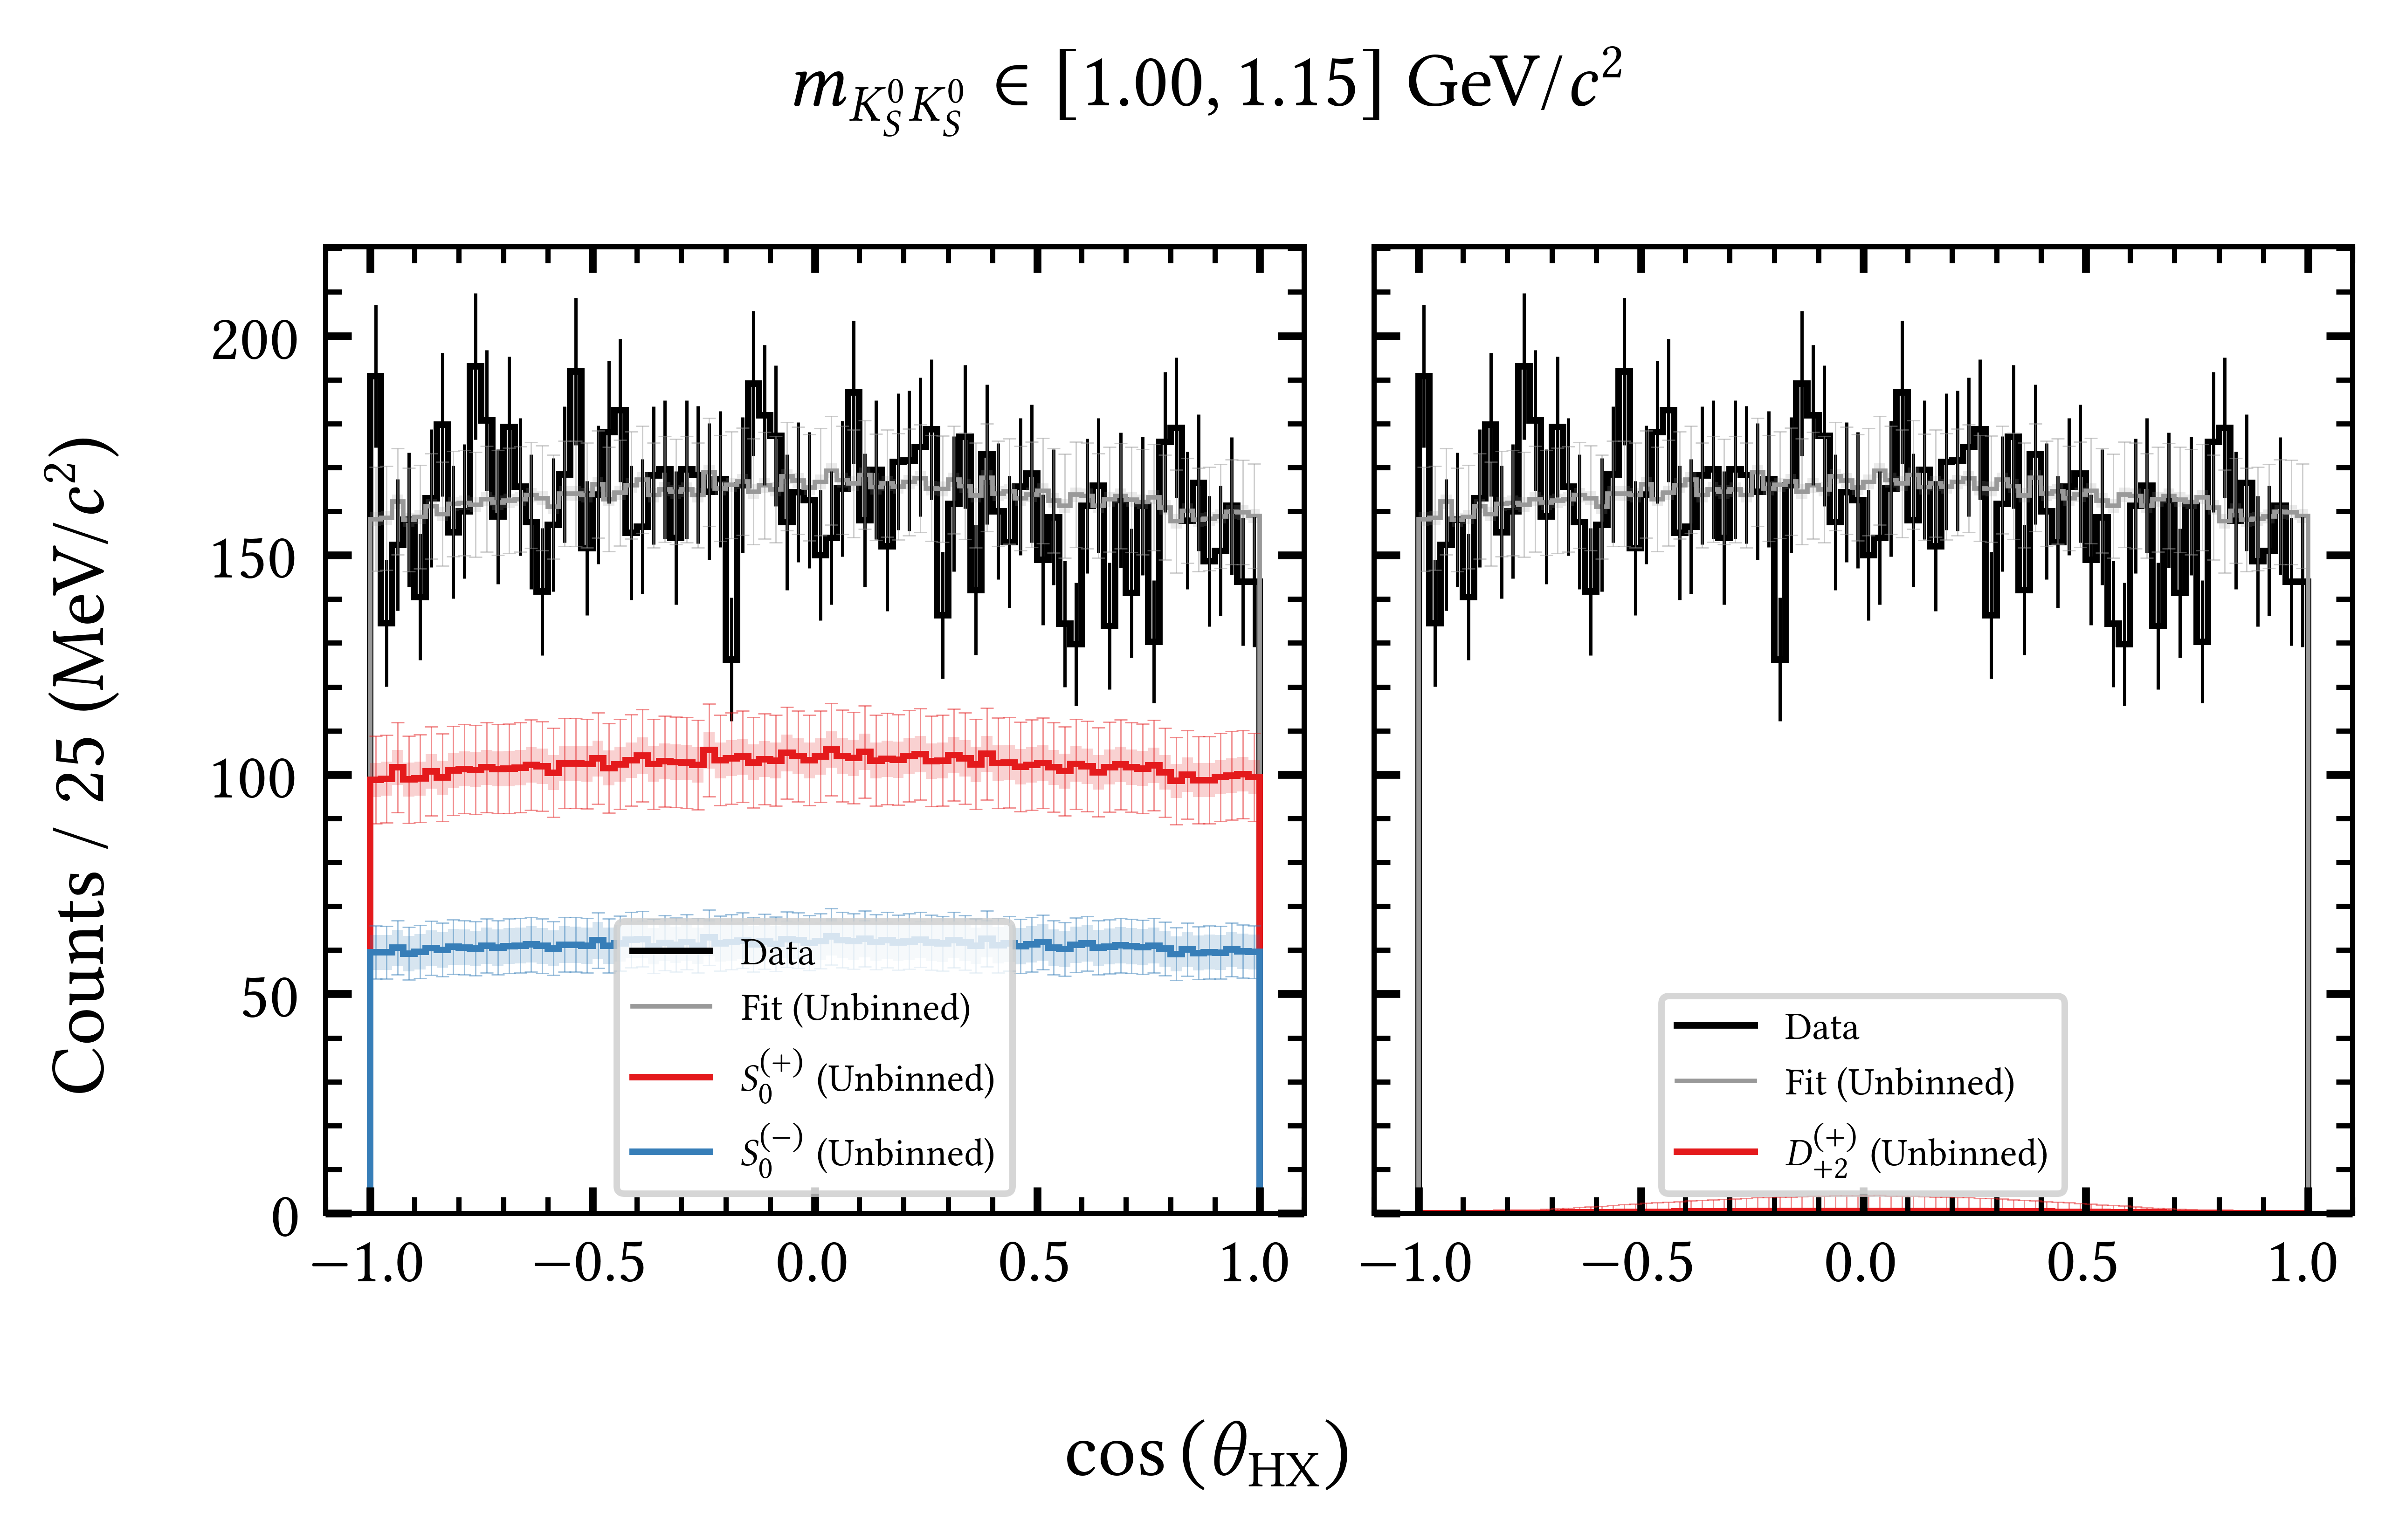 m_{K_S^0 K_S^0} ∈ [1.00, 1.15] GeV/c²
Counts / 25 (MeV/c²)
200
150
100
50
0
Data
Fit (Unbinned)
S_0^{(+)} (Unbinned)
S_0^{(−)} (Unbinned)
−1.0 −0.5 0.0 0.5 1.0
Data
Fit (Unbinned)
D_{+2}^{(+)} (Unbinned)
−1.0 −0.5 0.0 0.5 1.0
cos (θ_{HX})